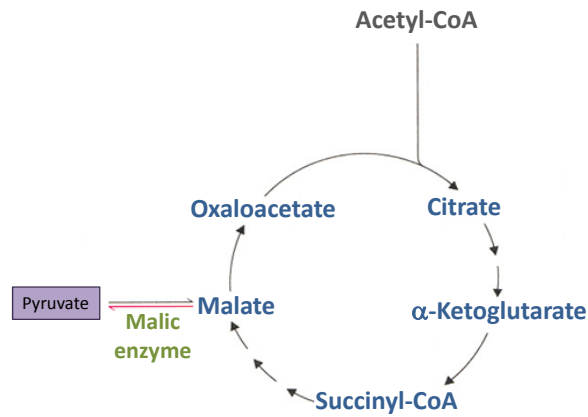 Acetyl-CoA
Oxaloacetate
Citrate
Pyruvate
Malate
Malic
enzyme
α-Ketoglutarate
Succinyl-CoA